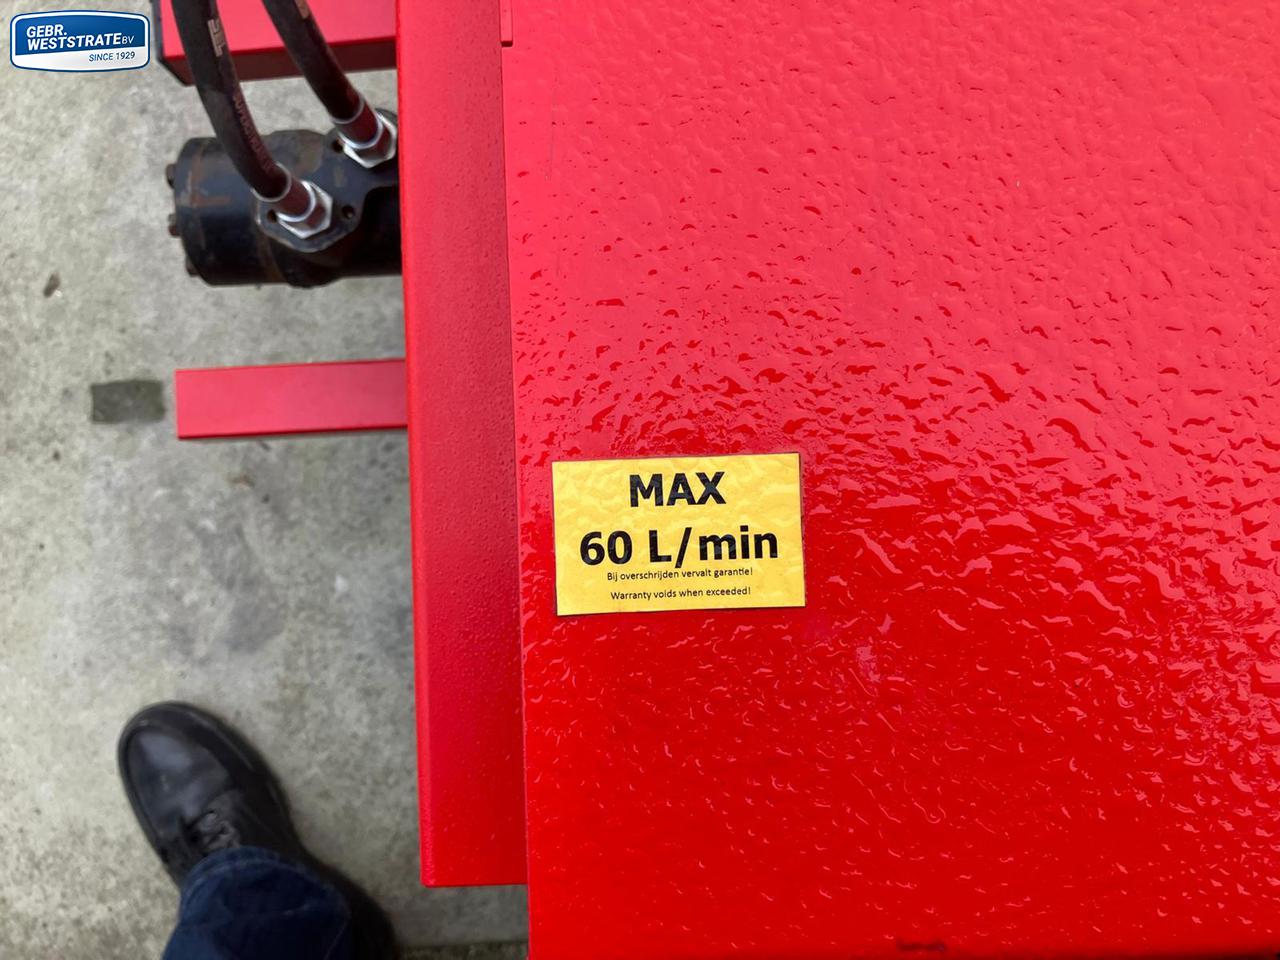 GEBR.
WESTSTRATE BV
SINCE 1929
MAX
60 L/min
Bij overschrijden vervalt garantie!
Warranty voids when exceeded!